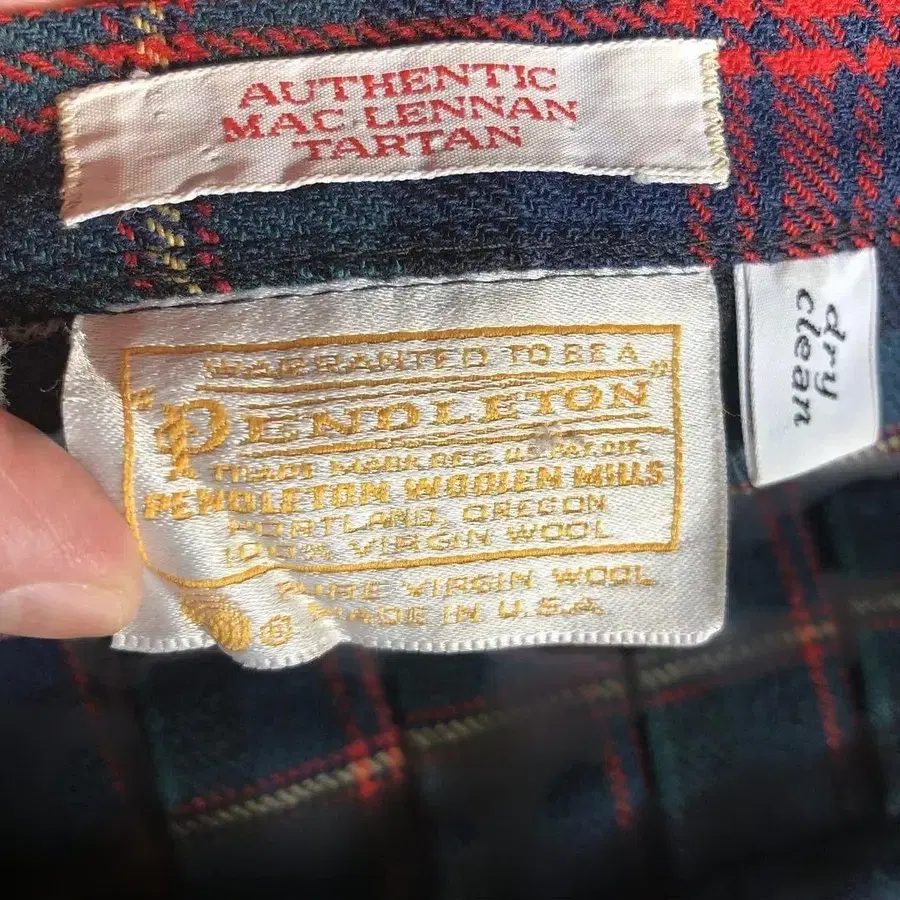 AUTHENTIC
MAC LENNAN
TARTAN
WARRANTED TO BE A
"PENDLETON"
TRADE MARK REG. U.S. PAT. OFF.
PENDLETON WOOLEN MILLS
PORTLAND, OREGON
100% VIRGIN WOOL
PURE VIRGIN WOOL
MADE IN U.S.A.
dry
clean